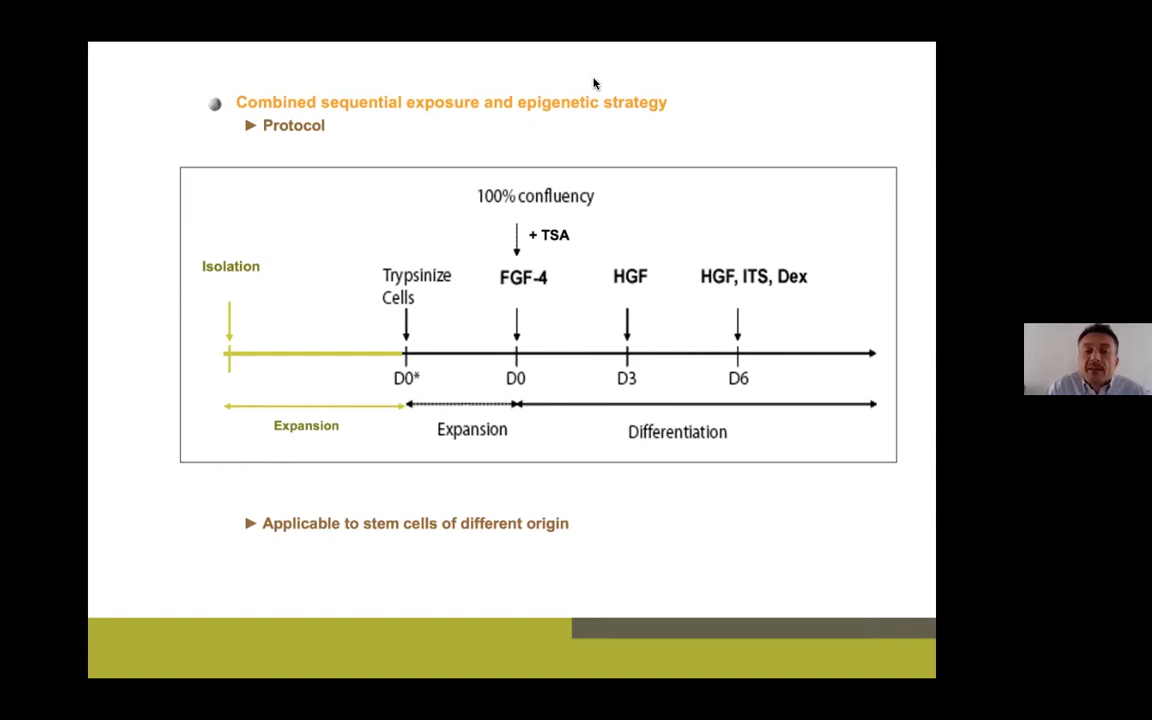 Combined sequential exposure and epigenetic strategy
► Protocol
100% confluency
+ TSA
Isolation
Trypsinize
Cells
FGF-4
HGF
HGF, ITS, Dex
D0*
D0
D3
D6
Expansion
Expansion
Differentiation
► Applicable to stem cells of different origin